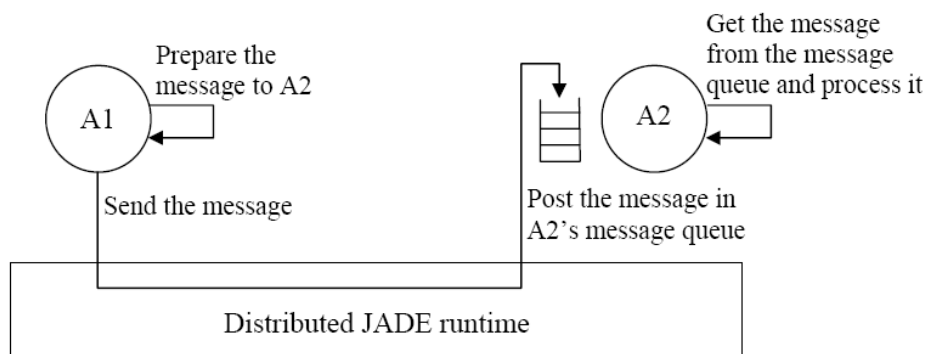 Prepare the
message to A2
A1
Send the message
Get the message
from the message
queue and process it
A2
Post the message in
A2’s message queue
Distributed JADE runtime